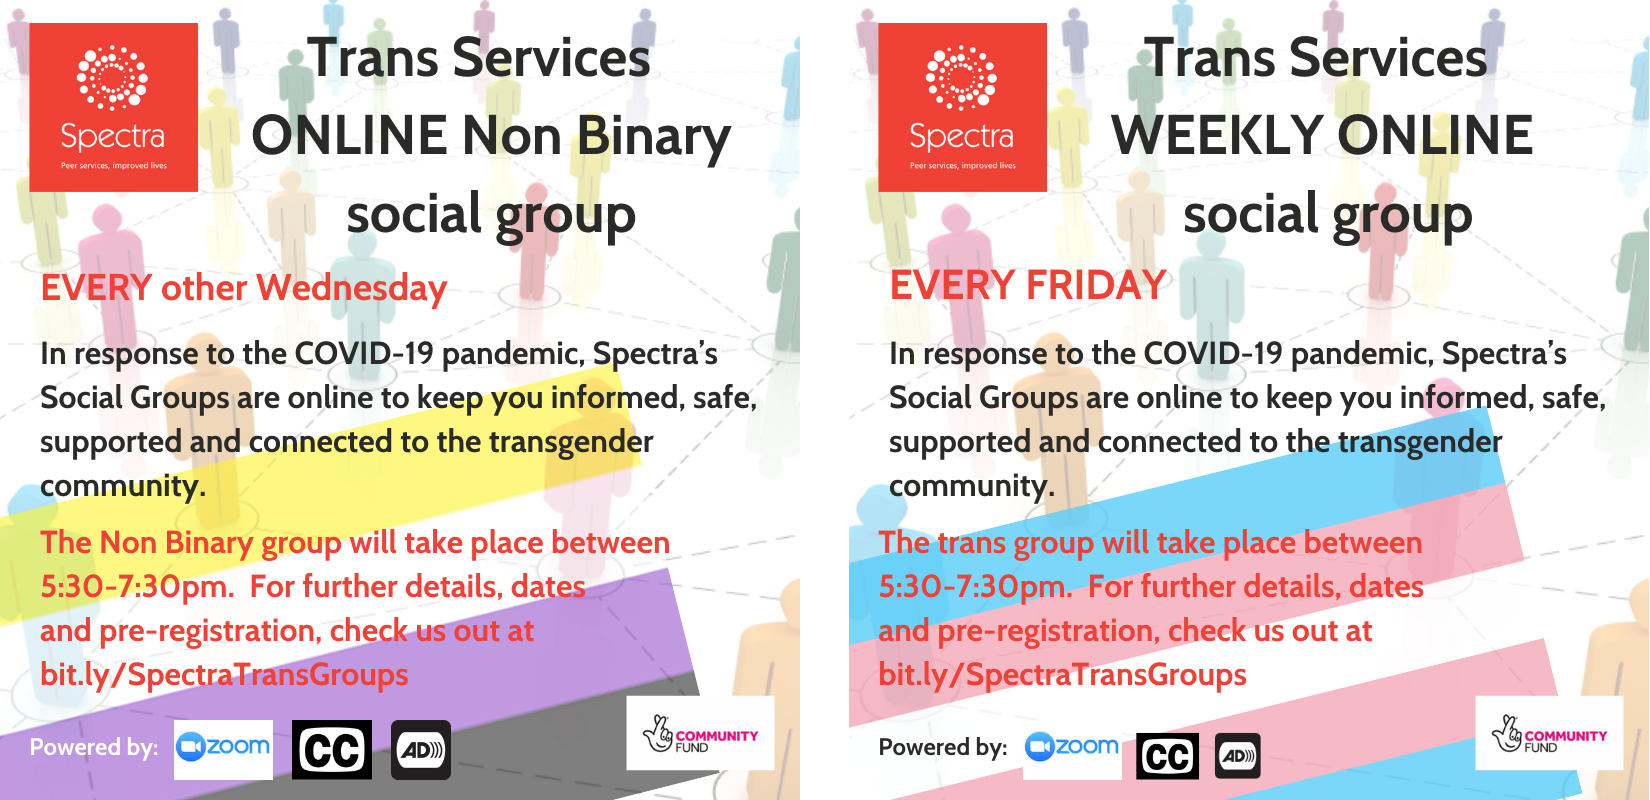 Spectra
Peer services, improved lives
Trans Services
ONLINE Non Binary
social group
EVERY other Wednesday
In response to the COVID-19 pandemic, Spectra’s
Social Groups are online to keep you informed, safe,
supported and connected to the transgender
community.
The Non Binary group will take place between
5:30-7:30pm.  For further details, dates
and pre-registration, check us out at
bit.ly/SpectraTransGroups
Powered by:
zoom
CC
AD)))
COMMUNITY
FUND
Spectra
Peer services, improved lives
Trans Services
WEEKLY ONLINE
social group
EVERY FRIDAY
In response to the COVID-19 pandemic, Spectra’s
Social Groups are online to keep you informed, safe,
supported and connected to the transgender
community.
The trans group will take place between
5:30-7:30pm.  For further details, dates
and pre-registration, check us out at
bit.ly/SpectraTransGroups
Powered by:
zoom
CC
AD)))
COMMUNITY
FUND